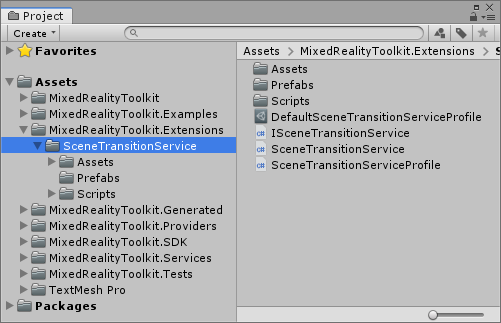 Project
Create
Favorites
Assets
MixedRealityToolkit
MixedRealityToolkit.Examples
MixedRealityToolkit.Extensions
SceneTransitionService
Assets
Prefabs
Scripts
MixedRealityToolkit.Generated
MixedRealityToolkit.Providers
MixedRealityToolkit.SDK
MixedRealityToolkit.Services
MixedRealityToolkit.Tests
TextMesh Pro
Packages
Assets > MixedRealityToolkit.Extensions >
Assets
Prefabs
Scripts
DefaultSceneTransitionServiceProfile
C# ISceneTransitionService
C# SceneTransitionService
C# SceneTransitionServiceProfile